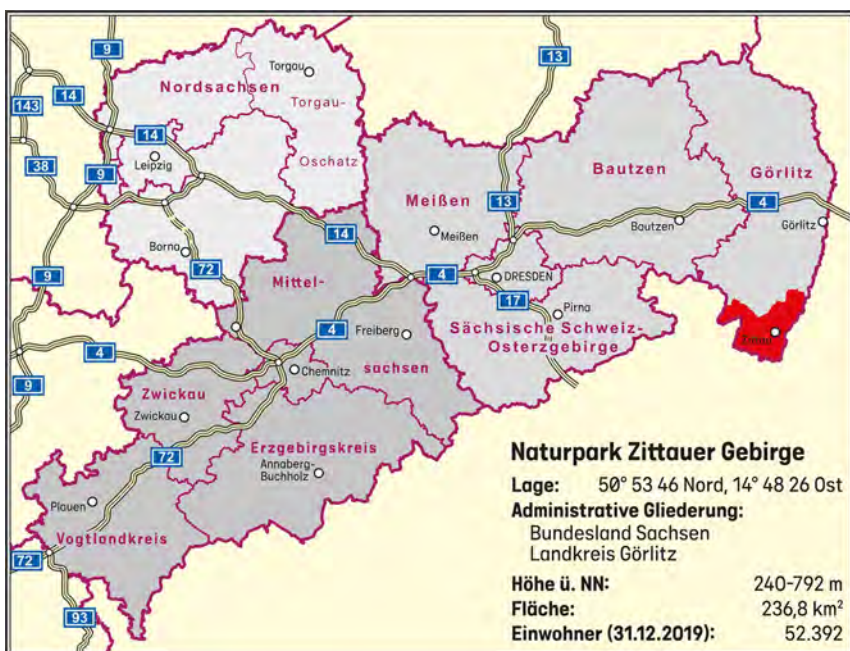 9
13
Torgau
Nordsachsen
14
143
Torgau-
14
Leipzig
Oschatz
38
9
Bautzen
Görlitz
Meißen
13
4
Meißen
Bautzen
Görlitz
14
Borna
72
9
4
DRESDEN
Mittel-
17
Pirna
4
Freiberg
Sächsische Schweiz-
Osterzgebirge
4
9
sachsen
Chemnitz
Zwickau
Zwickau
Erzgebirgskreis
72
Annaberg-
Buchholz
Plauen
Vogtlandkreis
72
93
Naturpark Zittauer Gebirge
Lage: 50° 53 46 Nord, 14° 48 26 Ost
Administrative Gliederung:
Bundesland Sachsen
Landkreis Görlitz
Höhe ü. NN: 240-792 m
Fläche: 236,8 km²
Einwohner (31.12.2019): 52.392